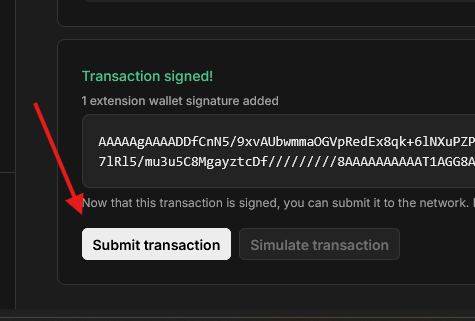 Transaction signed!
1 extension wallet signature added
AAAAAgAAAADDfCnN5/9xvAUbwmmaOGVpRedEx8qk+6lNXuPZP
7lRl5/mu3u5C8MgayztcDf/////////8AAAAAAAAAAT1AGG8A
Now that this transaction is signed, you can submit it to the network.
Submit transaction
Simulate transaction